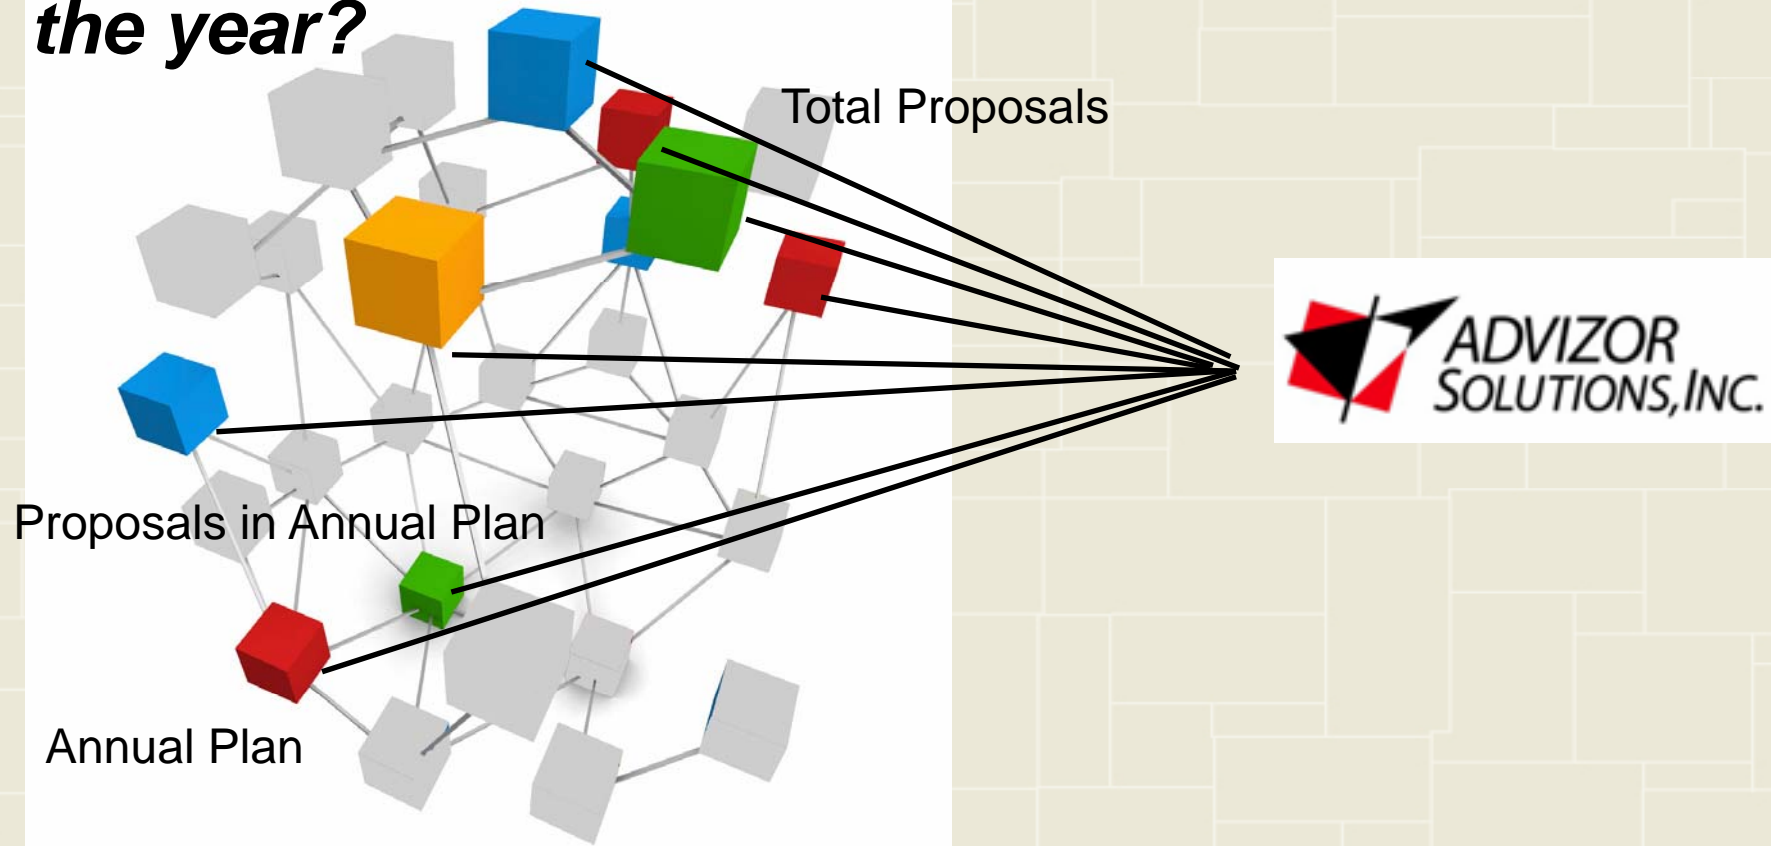 the year?
Total Proposals
ADVIZOR
SOLUTIONS, INC.
Proposals in Annual Plan
Annual Plan